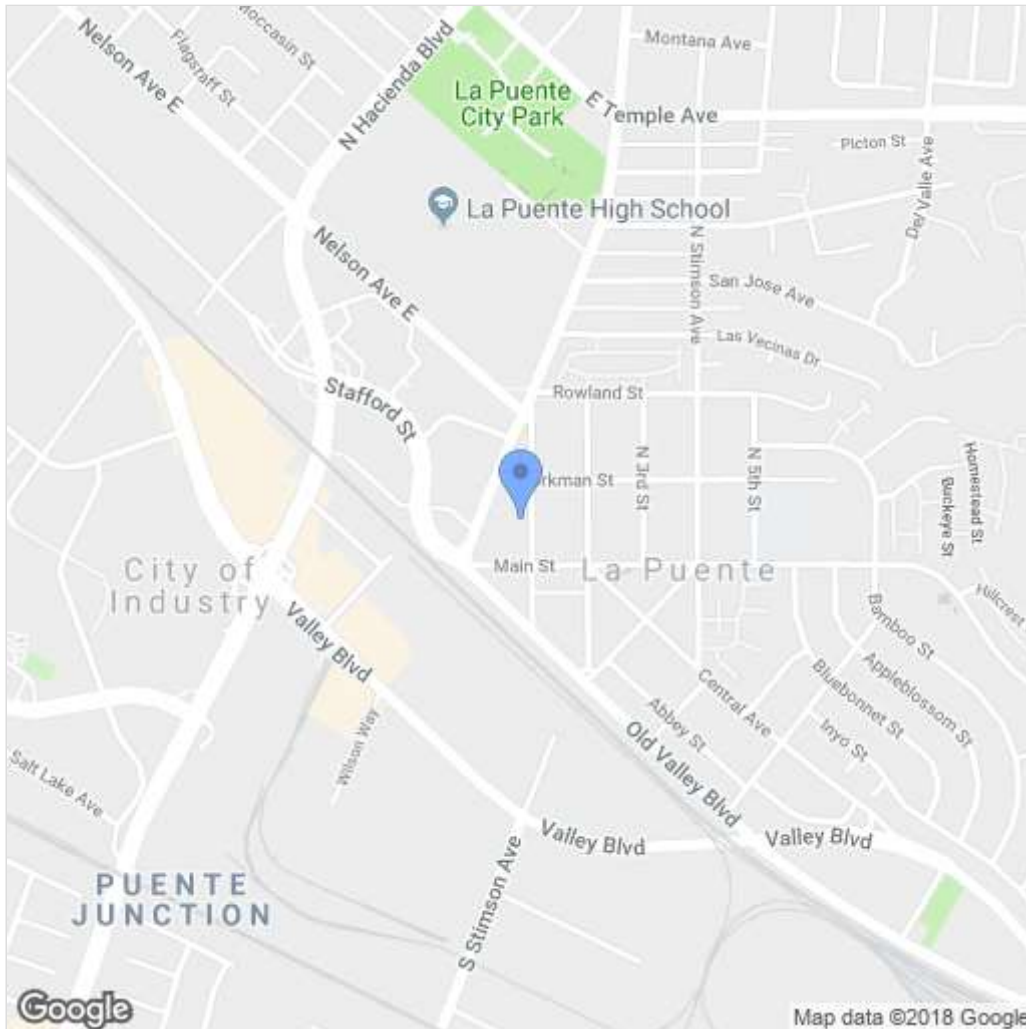 Moccasin St
Flagstaff St
Nelson Ave E
N Hacienda Blvd
Montana Ave
La Puente
City Park
E Temple Ave
Picton St
Del Valle Ave
La Puente High School
Nelson Ave E
N Stimson Ave
San Jose Ave
Las Vecinas Dr
Rowland St
Stafford St
rkman St
N 3rd St
N 5th St
Homestead St
Buckeye St
Main St
La Puente
City of
Industry
Hillcrest
Bamboo St
Valley Blvd
Appleblossom St
Bluebonnet St
Central Ave
Abbey St
Inyo St
Old Valley Blvd
Wilson Way
Salt Lake Ave
Valley Blvd
Valley Blvd
PUENTE
JUNCTION
S Stimson Ave
Google
Map data ©2018 Google